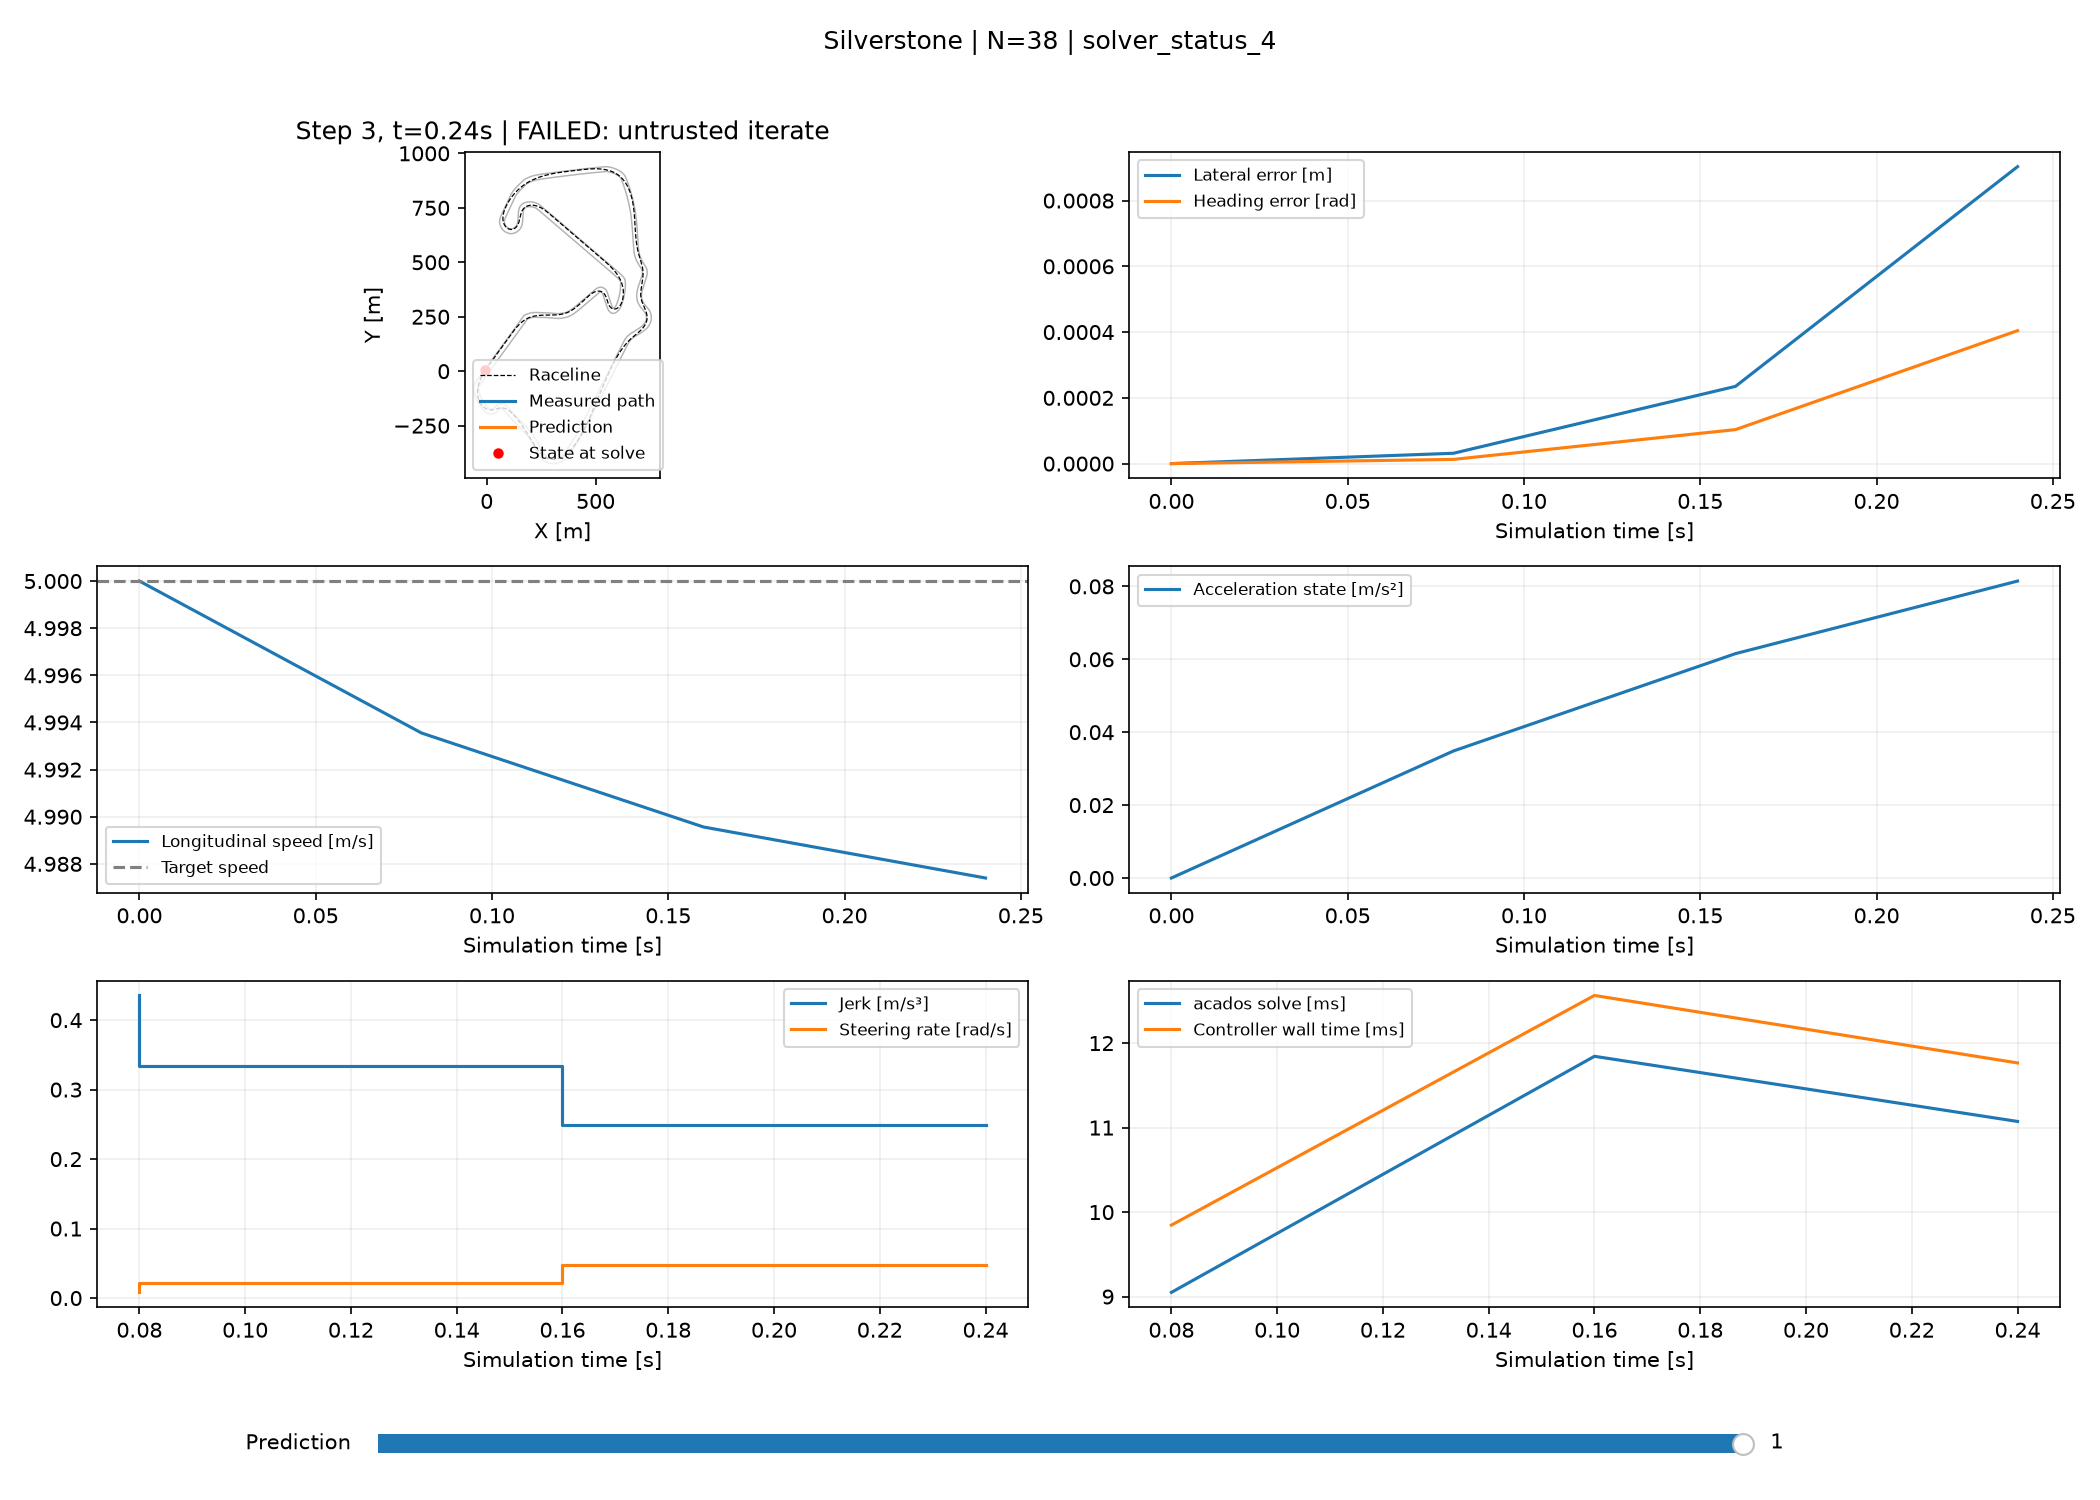 Silverstone | N=38 | solver_status_4
Step 3, t=0.24s | FAILED: untrusted iterate
1000
750
500
250
0
−250
Y [m]
0 500
X [m]
Raceline
Measured path
Prediction
State at solve
Lateral error [m]
Heading error [rad]
0.0008
0.0006
0.0004
0.0002
0.0000
0.00 0.05 0.10 0.15 0.20 0.25
Simulation time [s]
5.000
4.998
4.996
4.994
4.992
4.990
4.988
Longitudinal speed [m/s]
Target speed
0.00 0.05 0.10 0.15 0.20 0.25
Simulation time [s]
Acceleration state [m/s²]
0.08
0.06
0.04
0.02
0.00
0.00 0.05 0.10 0.15 0.20 0.25
Simulation time [s]
Jerk [m/s³]
Steering rate [rad/s]
0.4
0.3
0.2
0.1
0.0
0.08 0.10 0.12 0.14 0.16 0.18 0.20 0.22 0.24
Simulation time [s]
acados solve [ms]
Controller wall time [ms]
12
11
10
9
0.08 0.10 0.12 0.14 0.16 0.18 0.20 0.22 0.24
Simulation time [s]
Prediction 1